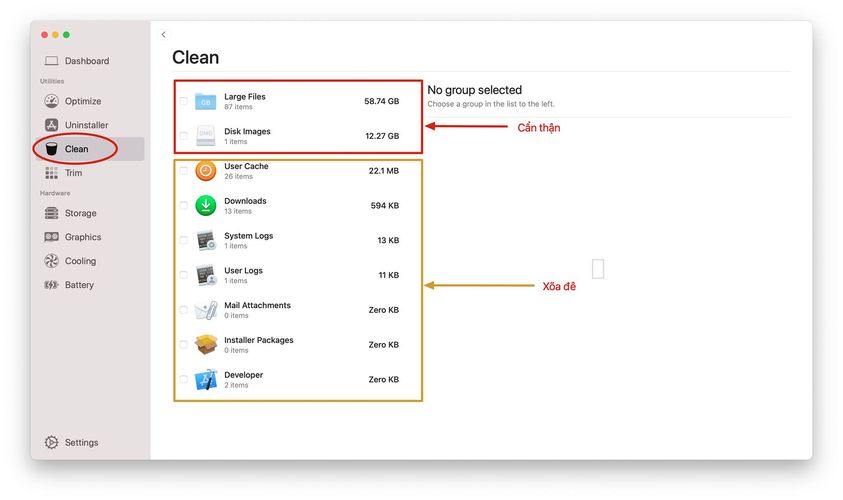 Clean
Dashboard
Utilities
Optimize
Uninstaller
Clean
Trim
Hardware
Storage
Graphics
Cooling
Battery
Settings
Large Files
87 items
58.74 GB
GB
Disk Images
1 items
12.27 GB
DMG
User Cache
26 items
22.1 MB
Downloads
13 items
594 KB
System Logs
1 items
13 KB
User Logs
1 items
11 KB
Mail Attachments
0 items
Zero KB
Installer Packages
0 items
Zero KB
Developer
2 items
Zero KB
No group selected
Choose a group in the list to the left.
Cẩn thận
Xõa đê